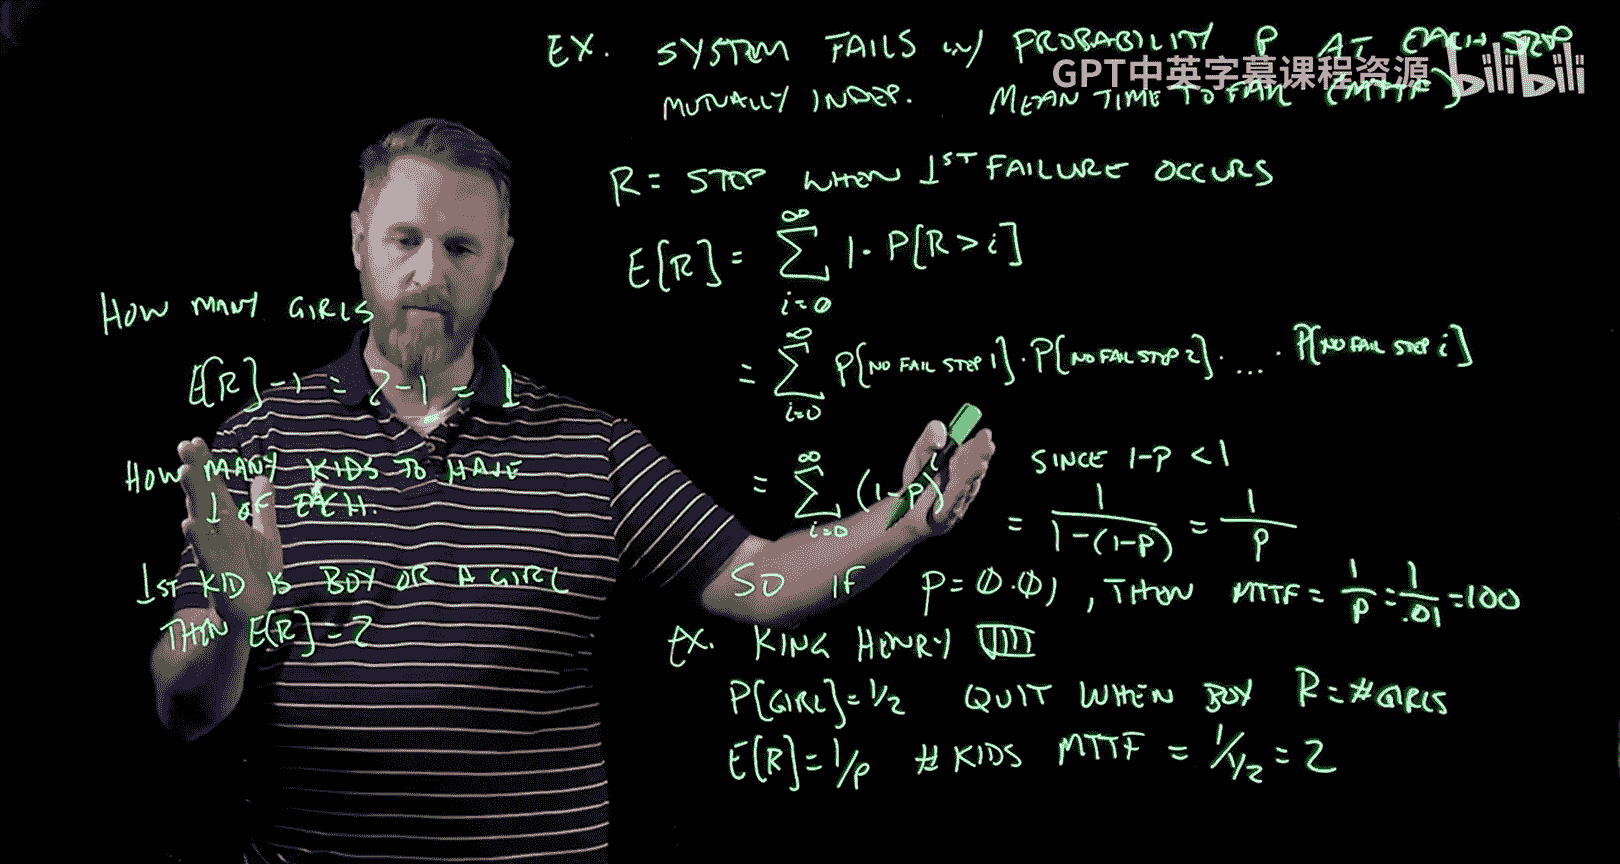 EX. SYSTEM FAILS w/ PROBABILITY P AT EACH STEP
MUTUALLY INDEP. MEAN TIME TO FAIL (MTTF)
GPT中英字幕课程资源 bilibili
R = STEP WHEN 1ST FAILURE OCCURS
E[R] = ∞∑i=0 1· P[R > i]
= ∞∑i=0 P[NO FAIL STEP 1] · P[NO FAIL STEP 2] · ... · P[NO FAIL STEP i]
= ∞∑i=0 (1-P)^i SINCE 1-P < 1
= 1/(1-(1-P)) = 1/P
SO IF P = 0.01, THEN MTTF = 1/P = 1/.01 = 100
EX. KING HENRY VIII
P[GIRL] = 1/2 QUIT WHEN BOY R = #GIRLS
E[R] = 1/P # KIDS MTTF = 1/1/2 = 2
HOW MANY GIRLS
E[R] - 1 = 2 - 1 = 1
HOW MANY KIDS TO HAVE
1 OF EACH.
1ST KID IS BOY OR A GIRL
THEN E[R] = 2